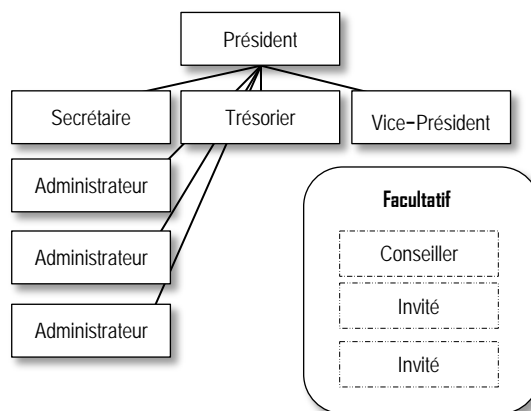 Président
Secrétaire
Trésorier
Vice-Président
Administrateur
Administrateur
Administrateur
Facultatif
Conseiller
Invité
Invité